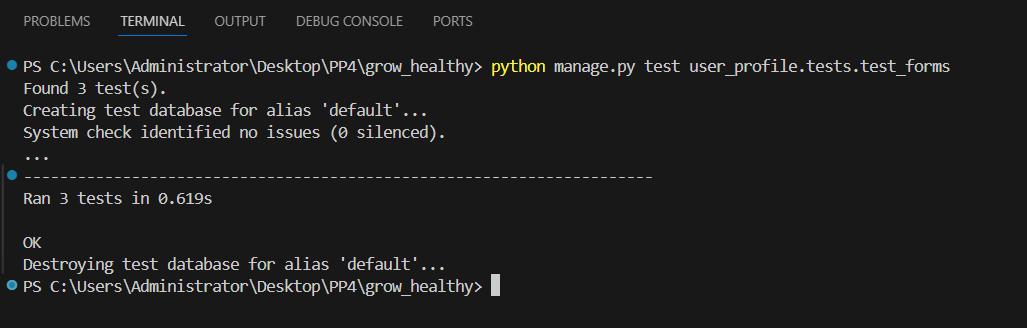 PROBLEMS TERMINAL OUTPUT DEBUG CONSOLE PORTS
PS C:\Users\Administrator\Desktop\PP4\grow_healthy> python manage.py test user_profile.tests.test_forms
Found 3 test(s).
Creating test database for alias 'default'...
System check identified no issues (0 silenced).
...
----------------------------------------------------------------------
Ran 3 tests in 0.619s
OK
Destroying test database for alias 'default'...
PS C:\Users\Administrator\Desktop\PP4\grow_healthy>